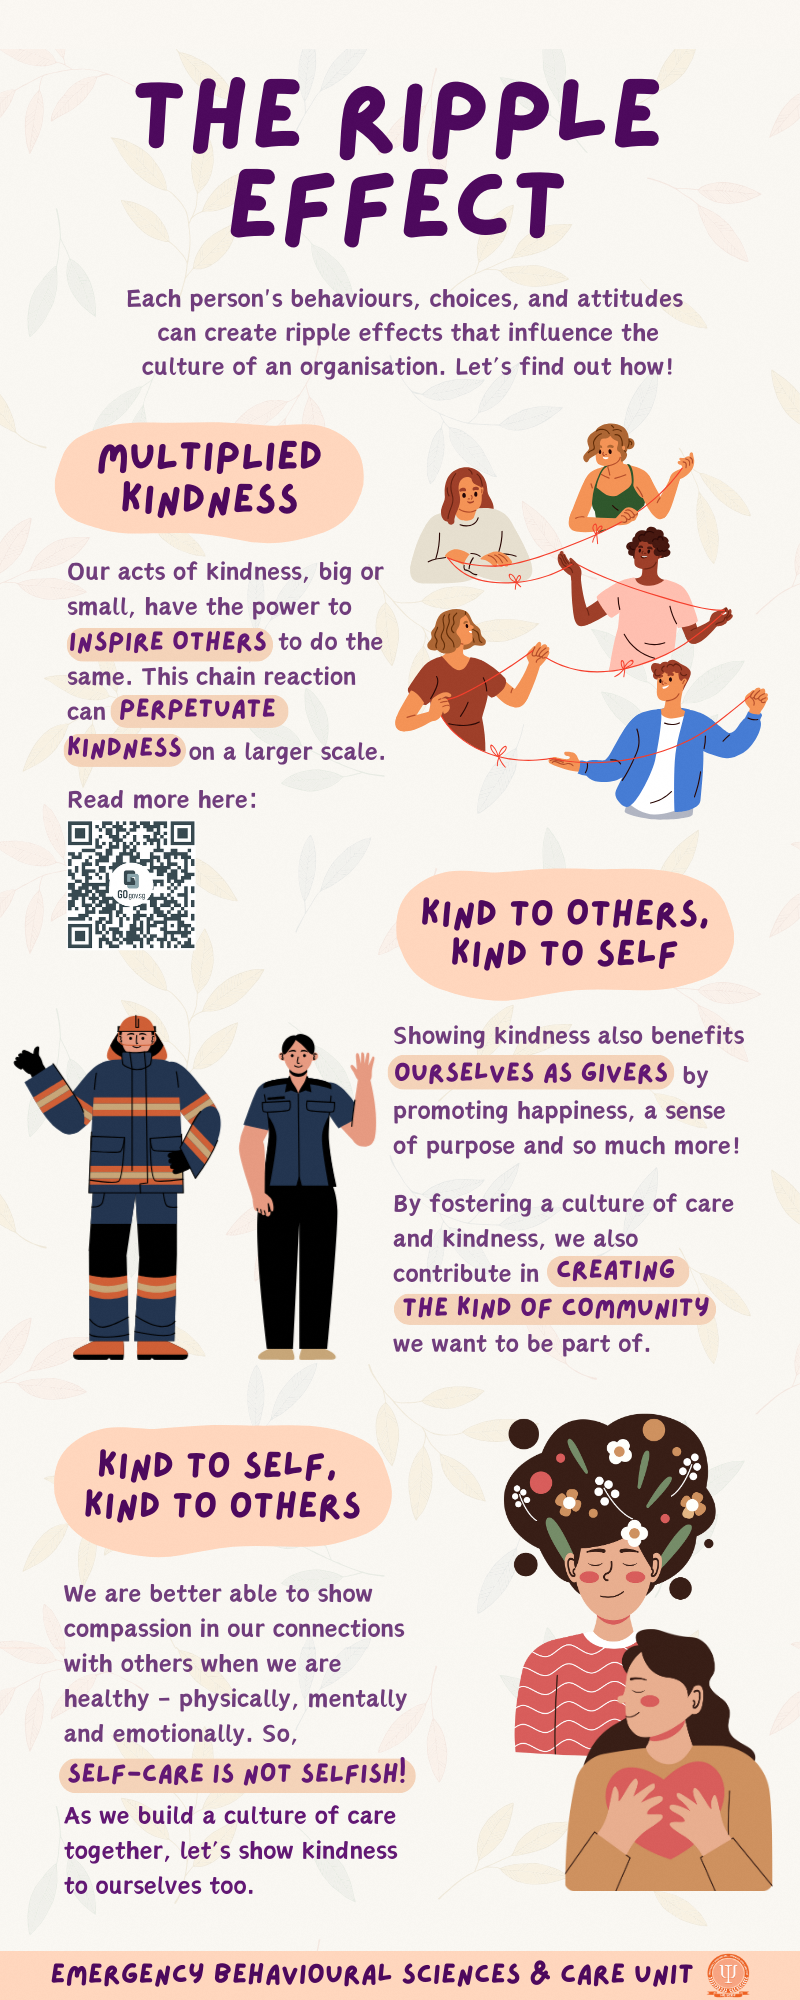 THE RIPPLE
EFFECT
Each person's behaviours, choices, and attitudes
can create ripple effects that influence the
culture of an organisation. Let's find out how!
MULTIPLIED
KINDNESS
Our acts of kindness, big or
small, have the power to
INSPIRE OTHERS to do the
same. This chain reaction
can PERPETUATE
KINDNESS on a larger scale.
Read more here:
GOgovsg
KIND TO OTHERS,
KIND TO SELF
Showing kindness also benefits
OURSELVES AS GIVERS by
promoting happiness, a sense
of purpose and so much more!
By fostering a culture of care
and kindness, we also
contribute in CREATING
THE KIND OF COMMUNITY
we want to be part of.
KIND TO SELF,
KIND TO OTHERS
We are better able to show
compassion in our connections
with others when we are
healthy – physically, mentally
and emotionally. So,
SELF-CARE IS NOT SELFISH!
As we build a culture of care
together, let's show kindness
to ourselves too.
EMERGENCY BEHAVIOURAL SCIENCES & CARE UNIT